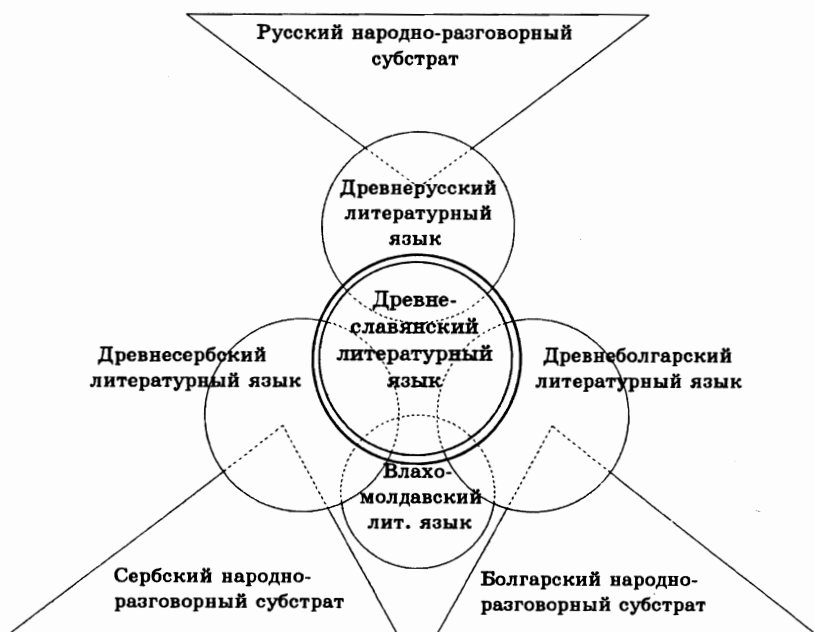 Русский народно-разговорный
субстрат
Древнерусский
литературный
язык
Древне-
славянский
литературный
язык
Древнесербский
литературный язык
Древнеболгарский
литературный язык
Влахо-
молдавский
лит. язык
Сербский народно-
разговорный субстрат
Болгарский народно-
разговорный субстрат